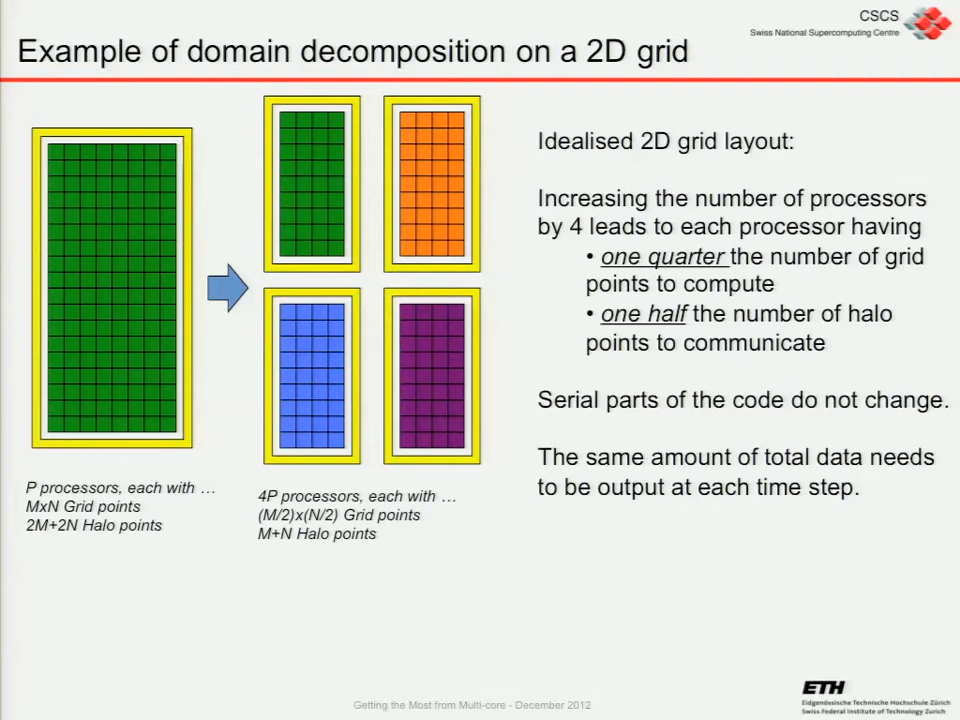 CSCS
Swiss National Supercomputing Centre
Example of domain decomposition on a 2D grid
Idealised 2D grid layout:
Increasing the number of processors
by 4 leads to each processor having
• one quarter the number of grid
points to compute
• one half the number of halo
points to communicate
Serial parts of the code do not change.
The same amount of total data needs
to be output at each time step.
P processors, each with …
MxN Grid points
2M+2N Halo points
4P processors, each with …
(M/2)x(N/2) Grid points
M+N Halo points
Getting the Most from Multi-core - December 2012
ETH
Eidgenössische Technische Hochschule Zürich
Swiss Federal Institute of Technology Zurich